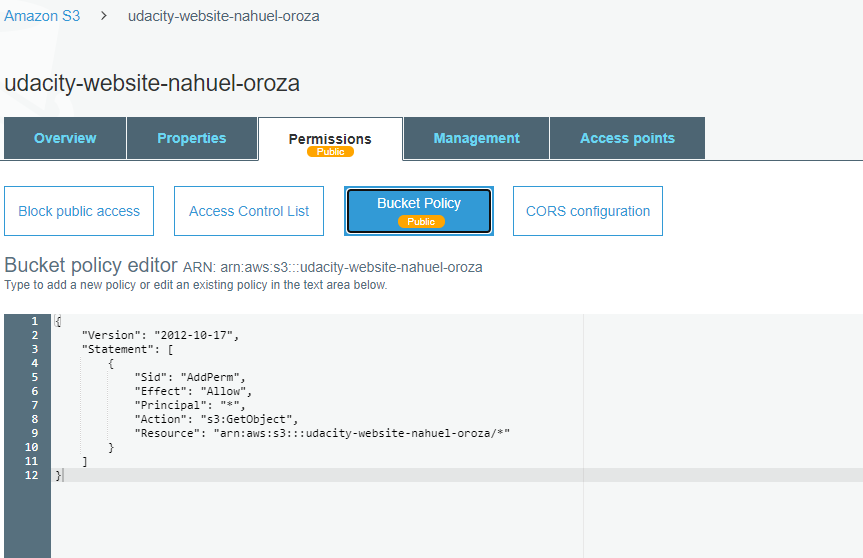 Amazon S3 > udacity-website-nahuel-oroza
udacity-website-nahuel-oroza
Overview Properties Permissions Management Access points
Public
Block public access Access Control List Bucket Policy CORS configuration
Public
Bucket policy editor ARN: arn:aws:s3:::udacity-website-nahuel-oroza
Type to add a new policy or edit an existing policy in the text area below.
1 {
2 "Version": "2012-10-17",
3 "Statement": [
4 {
5 "Sid": "AddPerm",
6 "Effect": "Allow",
7 "Principal": "*",
8 "Action": "s3:GetObject",
9 "Resource": "arn:aws:s3:::udacity-website-nahuel-oroza/*"
10 }
11 ]
12 }